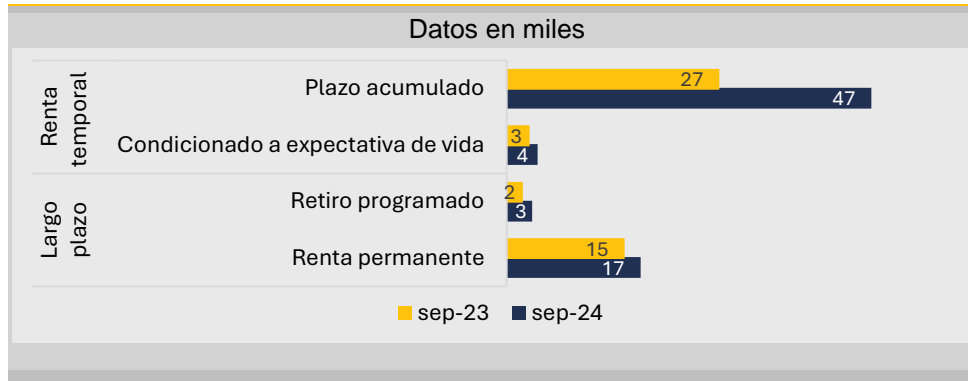 Datos en miles
Renta
temporal
Plazo acumulado
27
47
Condicionado a expectativa de vida
3
4
Largo
plazo
Retiro programado
2
3
Renta permanente
15
17
sep-23 sep-24